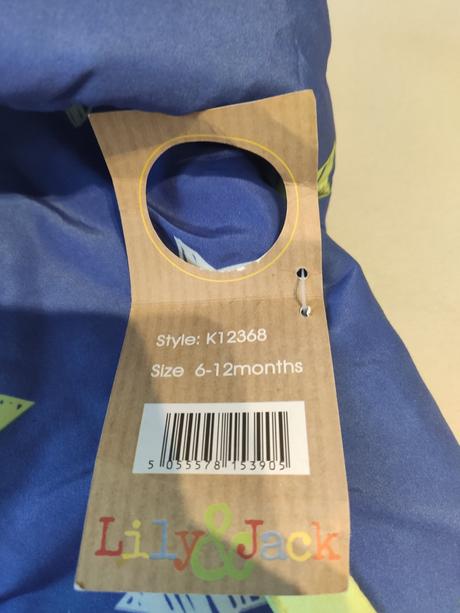 Style: K12368
Size 6-12months
5 055578 153905
Lily&Jack